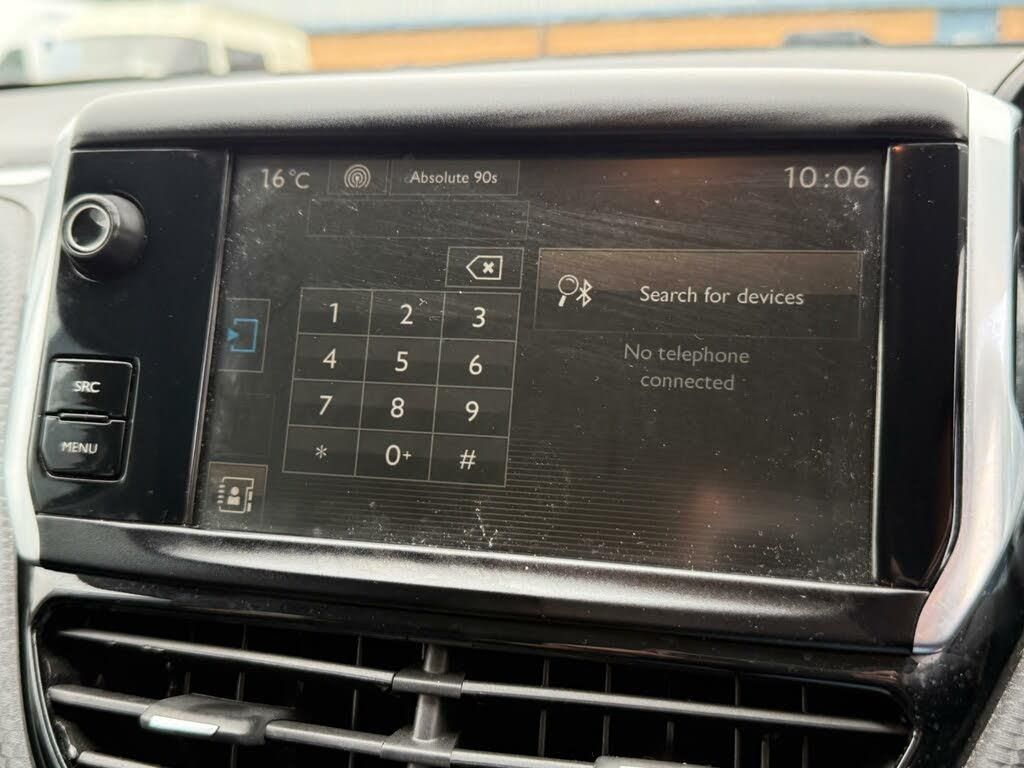 16°C
Absolute 90s
10:06
Search for devices
No telephone
connected
1 2 3
4 5 6
7 8 9
* 0+ #
SRC
MENU